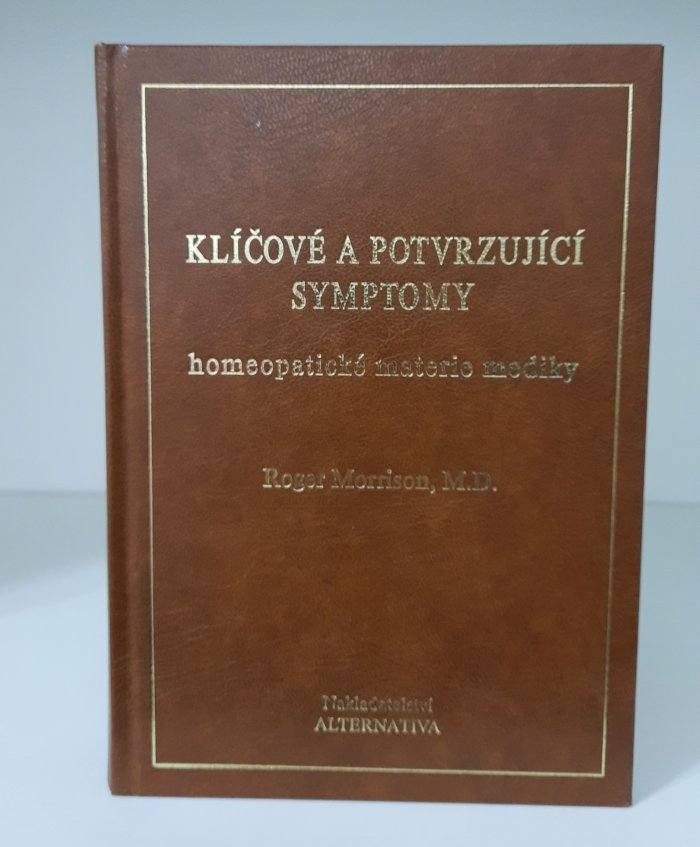 KLÍČOVÉ A POTVRZUJÍCÍ
SYMPTOMY
homeopatické materie mediky
Roger Morrison, M.D.
Nakladatelství
ALTERNATIVA